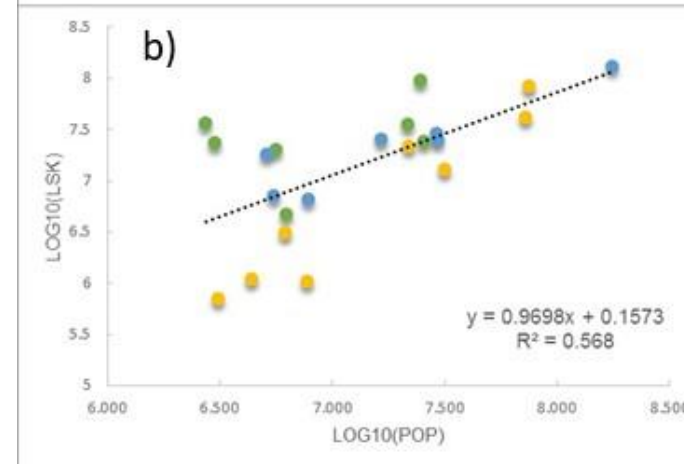 b)
8.5
8
7.5
7
6.5
6
5.5
5
LOG10(LSK)
y = 0.9698x + 0.1573
R² = 0.568
6.000 6.500 7.000 7.500 8.000 8.500
LOG10(POP)